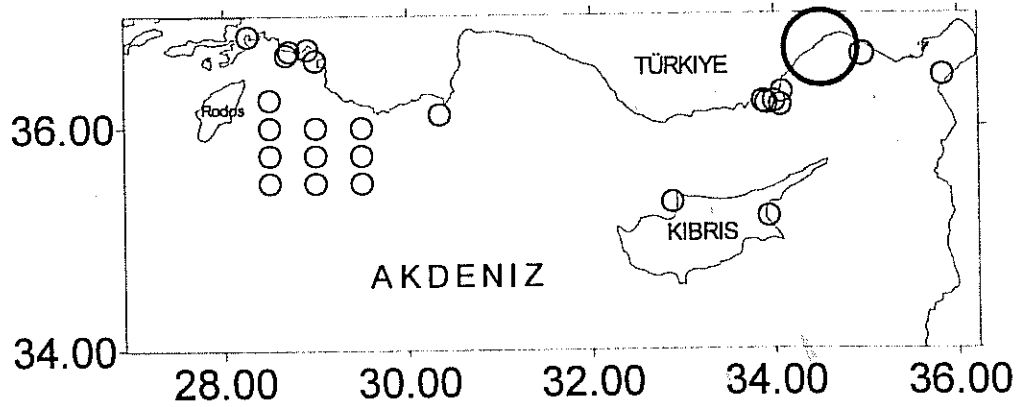 TÜRKIYE
Rodos
36.00
KIBRIS
AKDENIZ
34.00
28.00 30.00 32.00 34.00 36.00